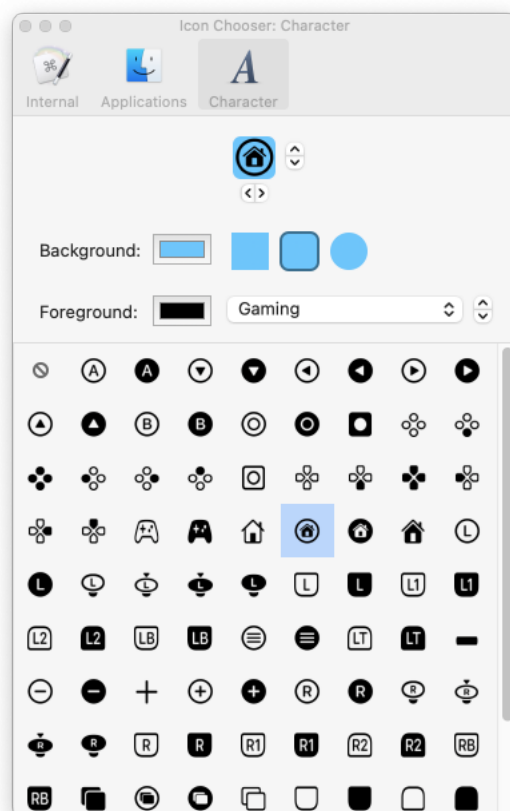 Icon Chooser: Character
Internal Applications Character
Background:
Foreground: Gaming
A A
B B
L
L L L L L L L L1 L1
L2 L2 LB LB LT LT
R R R R
R R R R R1 R1 R2 R2 RB
RB